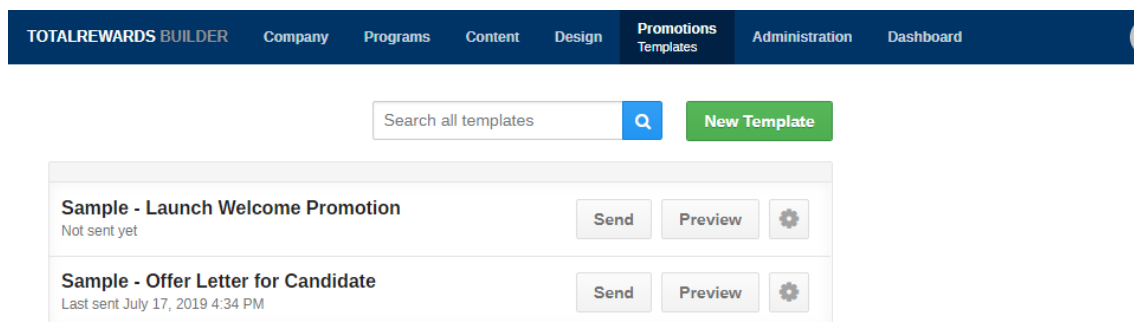 TOTALREWARDS BUILDER Company Programs Content Design Promotions Administration Dashboard
Templates
Search all templates New Template
Sample - Launch Welcome Promotion
Not sent yet
Send Preview
Sample - Offer Letter for Candidate
Last sent July 17, 2019 4:34 PM
Send Preview